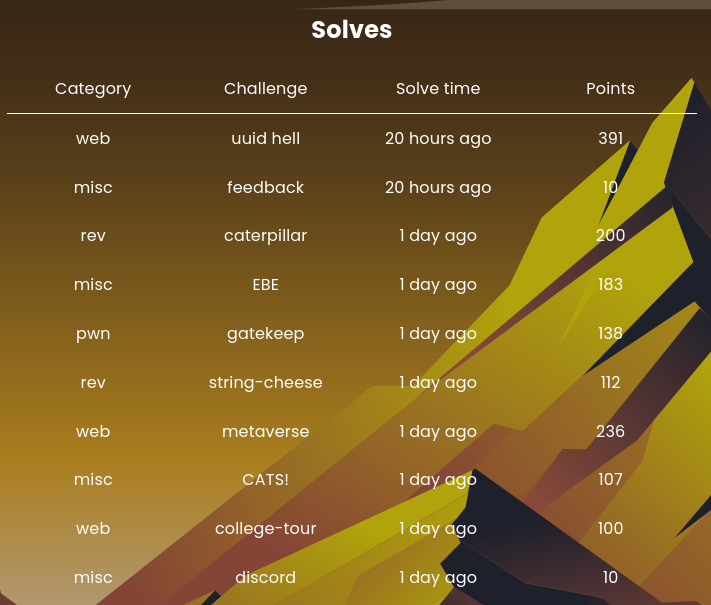 Solves
Category Challenge Solve time Points
web uuid hell 20 hours ago 391
misc feedback 20 hours ago 10
rev caterpillar 1 day ago 200
misc EBE 1 day ago 183
pwn gatekeep 1 day ago 138
rev string-cheese 1 day ago 112
web metaverse 1 day ago 236
misc CATS! 1 day ago 107
web college-tour 1 day ago 100
misc discord 1 day ago 10